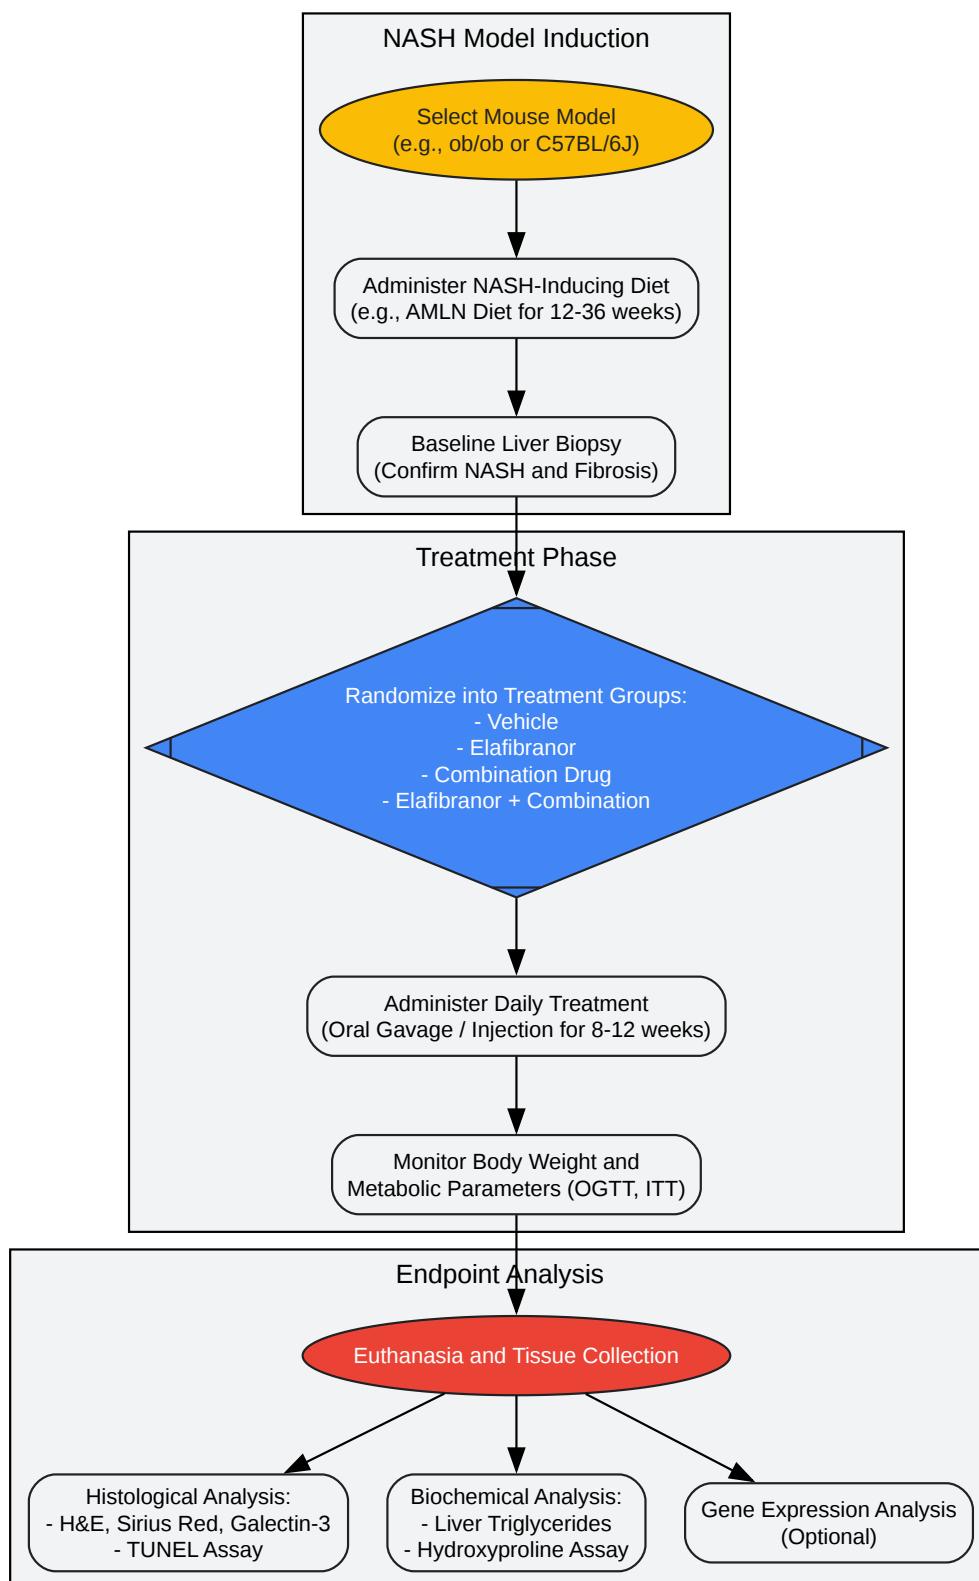 NASH Model Induction
Select Mouse Model
(e.g., ob/ob or C57BL/6J)
Administer NASH-Inducing Diet
(e.g., AMLN Diet for 12-36 weeks)
Baseline Liver Biopsy
(Confirm NASH and Fibrosis)
Treatment Phase
Randomize into Treatment Groups:
- Vehicle
- Elafibranor
- Combination Drug
- Elafibranor + Combination
Administer Daily Treatment
(Oral Gavage / Injection for 8-12 weeks)
Monitor Body Weight and
Metabolic Parameters (OGTT, ITT)
Endpoint Analysis
Euthanasia and Tissue Collection
Histological Analysis:
- H&E, Sirius Red, Galectin-3
- TUNEL Assay
Biochemical Analysis:
- Liver Triglycerides
- Hydroxyproline Assay
Gene Expression Analysis
(Optional)